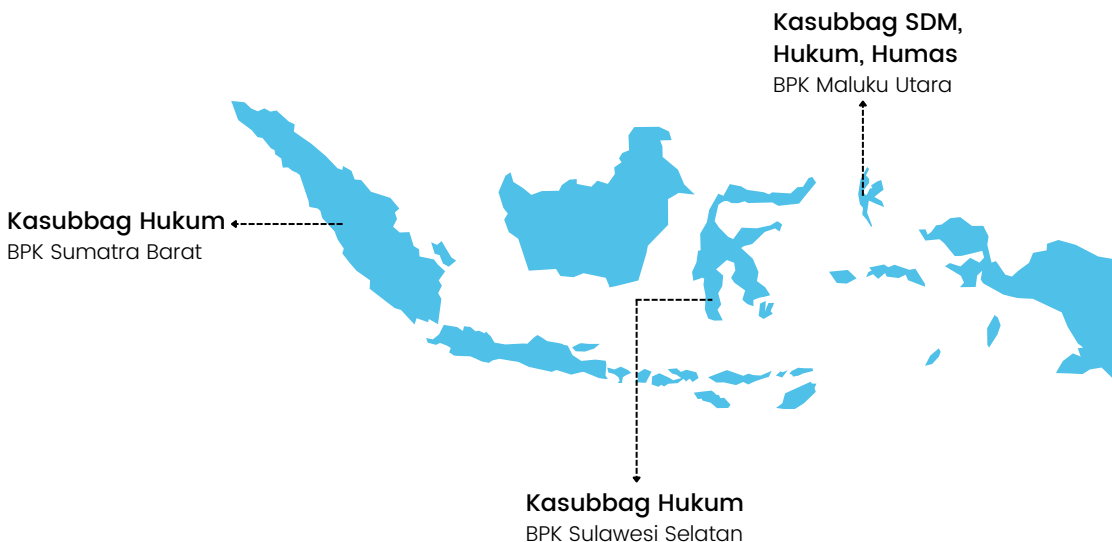 Kasubbag SDM,
Hukum, Humas
BPK Maluku Utara
Kasubbag Hukum
BPK Sumatra Barat
Kasubbag Hukum
BPK Sulawesi Selatan